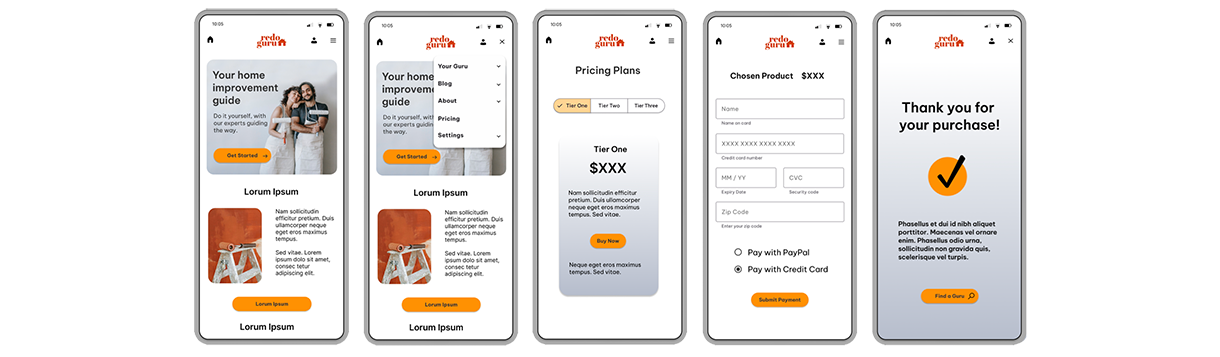 10:05
redo
guru
Your home
improvement
guide
Do it yourself, with
our experts guiding
the way.
Get Started →
Lorum Ipsum
Nam sollicitudin
efficitur pretium. Duis
ullamcorper neque
eget eros maximus
tempus.
Sed vitae. Lorem
ipsum dolo sit amet,
consec tetur
adipiscing elit.
Lorum Ipsum
Lorum Ipsum
10:05
redo
guru
Your Guru
Blog
About
Pricing
Settings
Your home
improveme
guide
Do it yourself, with
our experts guiding
the way.
Get Started →
Lorum Ipsum
Nam sollicitudin
efficitur pretium. Duis
ullamcorper neque
eget eros maximus
tempus.
Sed vitae. Lorem
ipsum dolo sit amet,
consec tetur
adipiscing elit.
Lorum Ipsum
Lorum Ipsum
10:05
redo
guru
Pricing Plans
Tier One
Tier Two
Tier Three
Tier One
$XXX
Nam sollicitudin efficitur
pretium. Duis ullamcorper
neque eget eros maximus
tempus. Sed vitae.
Buy Now
Neque eget eros maximus
tempus. Sed vitae.
10:05
redo
guru
Chosen Product $XXX
Name
Name on card
XXXX XXXX XXXX XXXX
Credit card number
MM / YY
CVC
Expiry Date
Security code
Zip Code
Enter your zip code
Pay with PayPal
Pay with Credit Card
Submit Payment
10:05
redo
guru
Thank you for
your purchase!
Phasellus et dui id nibh aliquet
porttitor. Maecenas vel ornare
enim. Phasellus odio urna,
sollicitudin non gravida quis,
scelerisque vel turpis.
Find a Guru